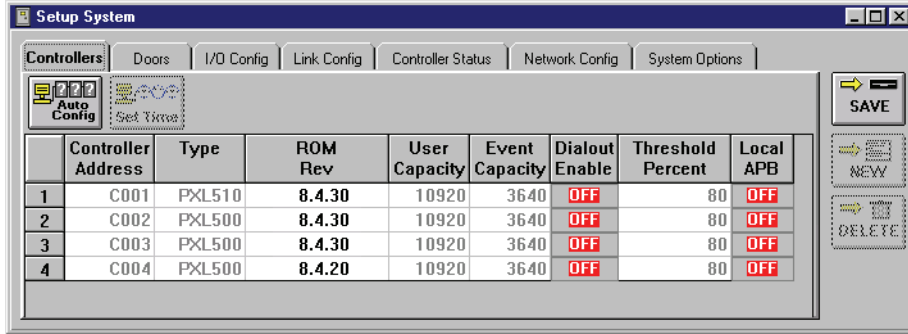 Setup System
Controllers Doors I/O Config Link Config Controller Status Network Config System Options
??? Auto Config Set Time
SAVE
NEW
DELETE
Controller Address Type ROM Rev User Capacity Event Capacity Dialout Enable Threshold Percent Local APB
1 C001 PXL510 8.4.30 10920 3640 OFF 80 OFF
2 C002 PXL500 8.4.30 10920 3640 OFF 80 OFF
3 C003 PXL500 8.4.30 10920 3640 OFF 80 OFF
4 C004 PXL500 8.4.20 10920 3640 OFF 80 OFF